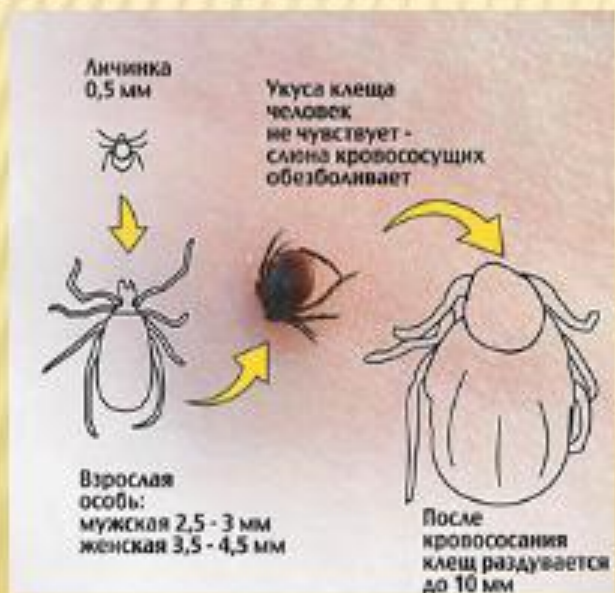 Личинка
0,5 мм
Укуса клеща
человек
не чувствует -
слюна кровососущих
обезболивает
Взрослая
особь:
мужская 2,5 - 3 мм
женская 3,5 - 4,5 мм
После
кровососания
клещ раздувается
до 10 мм